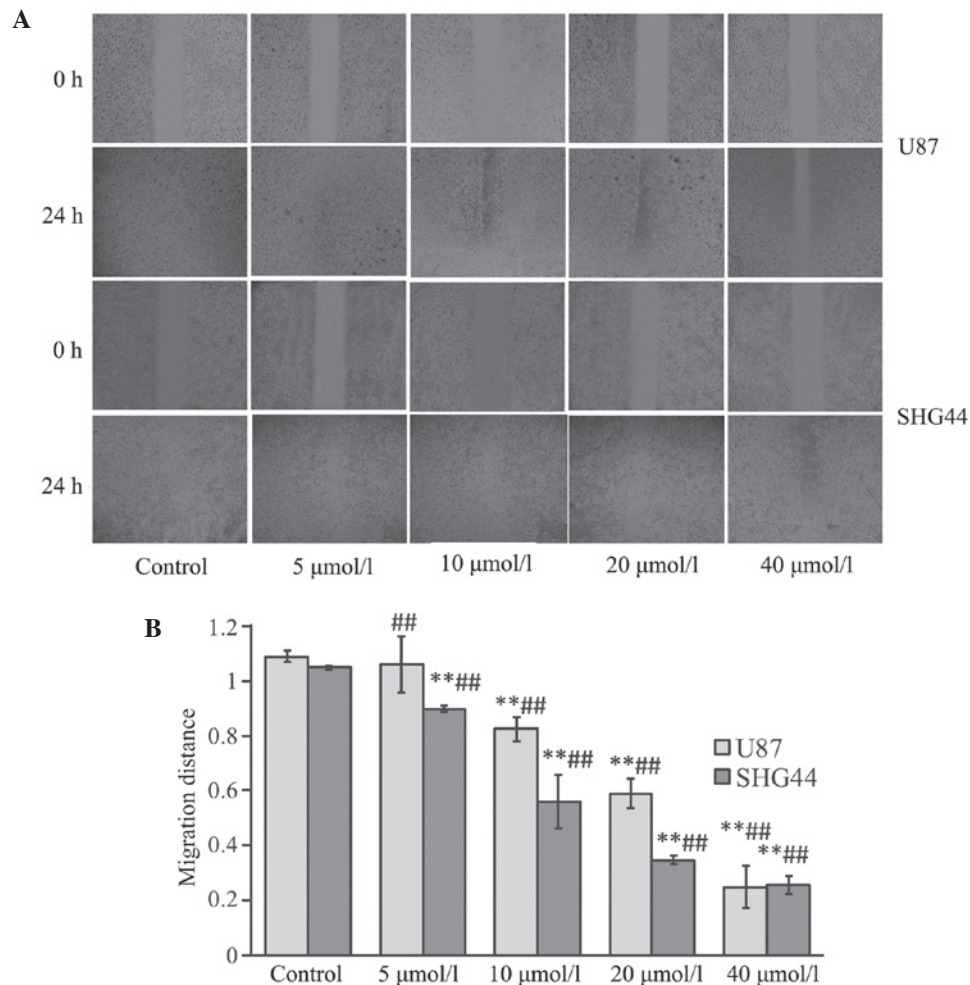 A
0 h
U87
24 h
0 h
SHG44
24 h
Control 5 μmol/l 10 μmol/l 20 μmol/l 40 μmol/l
B
Migration distance
1.2
1
0.8
0.6
0.4
0.2
0
##
**##
**##
**##
**##
**##
**##
**##
U87
SHG44
Control 5 μmol/l 10 μmol/l 20 μmol/l 40 μmol/l